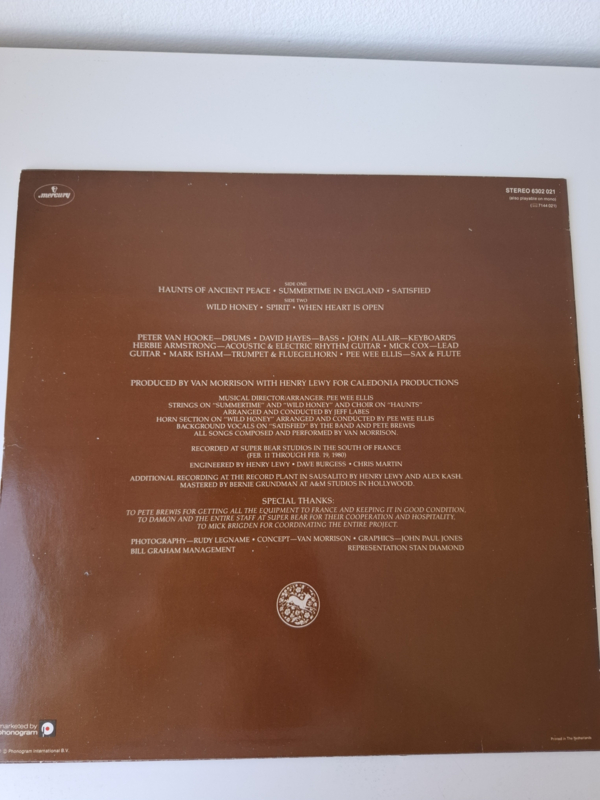 mercury
STEREO 6302 021
(also playable on mono)
SIDE ONE
HAUNTS OF ANCIENT PEACE • SUMMERTIME IN ENGLAND • SATISFIED
SIDE TWO
WILD HONEY • SPIRIT • WHEN HEART IS OPEN
PETER VAN HOOKE—DRUMS • DAVID HAYES—BASS • JOHN ALLAIR—KEYBOARDS
HERBIE ARMSTRONG—ACOUSTIC & ELECTRIC RHYTHM GUITAR • MICK COX—LEAD
GUITAR • MARK ISHAM—TRUMPET & FLUEGELHORN • PEE WEE ELLIS—SAX & FLUTE
PRODUCED BY VAN MORRISON WITH HENRY LEWY FOR CALEDONIA PRODUCTIONS
MUSICAL DIRECTOR/ARRANGER: PEE WEE ELLIS
STRINGS ON "SUMMERTIME" AND "WILD HONEY" AND CHOIR ON "HAUNTS"
ARRANGED AND CONDUCTED BY JEFF LABES
HORN SECTION ON "WILD HONEY" ARRANGED AND CONDUCTED BY PEE WEE ELLIS
BACKGROUND VOCALS ON "SATISFIED" BY THE BAND AND PETE BREWIS
ALL SONGS COMPOSED AND PERFORMED BY VAN MORRISON.
RECORDED AT SUPER BEAR STUDIOS IN THE SOUTH OF FRANCE
(FEB. 11 THROUGH FEB. 19, 1980)
ENGINEERED BY HENRY LEWY • DAVE BURGESS • CHRIS MARTIN
ADDITIONAL RECORDING AT THE RECORD PLANT IN SAUSALITO BY HENRY LEWY AND ALEX KASH.
MASTERED BY BERNIE GRUNDMAN AT A&M STUDIOS IN HOLLYWOOD.
SPECIAL THANKS:
TO PETE BREWIS FOR GETTING ALL THE EQUIPMENT TO FRANCE AND KEEPING IT IN GOOD CONDITION,
TO DAMON AND THE ENTIRE STAFF AT SUPER BEAR FOR THEIR COOPERATION AND HOSPITALITY,
TO MICK BRIGDEN FOR COORDINATING THE ENTIRE PROJECT.
PHOTOGRAPHY—RUDY LEGNAME • CONCEPT—VAN MORRISON • GRAPHICS—JOHN PAUL JONES
BILL GRAHAM MANAGEMENT REPRESENTATION STAN DIAMOND
marketed by
phonogram
Phonogram International B.V.
Printed in The Netherlands